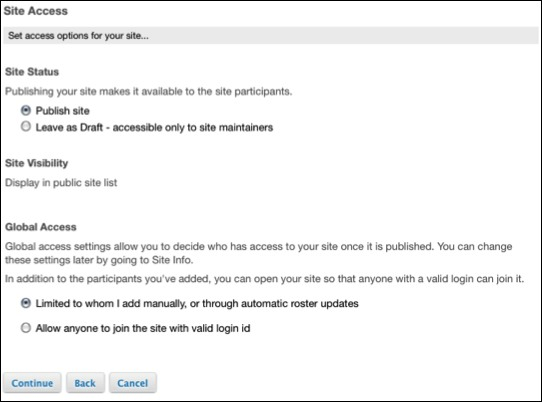 Site Access
Set access options for your site...
Site Status
Publishing your site makes it available to the site participants.
Publish site
Leave as Draft - accessible only to site maintainers
Site Visibility
Display in public site list
Global Access
Global access settings allow you to decide who has access to your site once it is published. You can change
these settings later by going to Site Info.
In addition to the participants you've added, you can open your site so that anyone with a valid login can join it.
Limited to whom I add manually, or through automatic roster updates
Allow anyone to join the site with valid login id
Continue Back Cancel